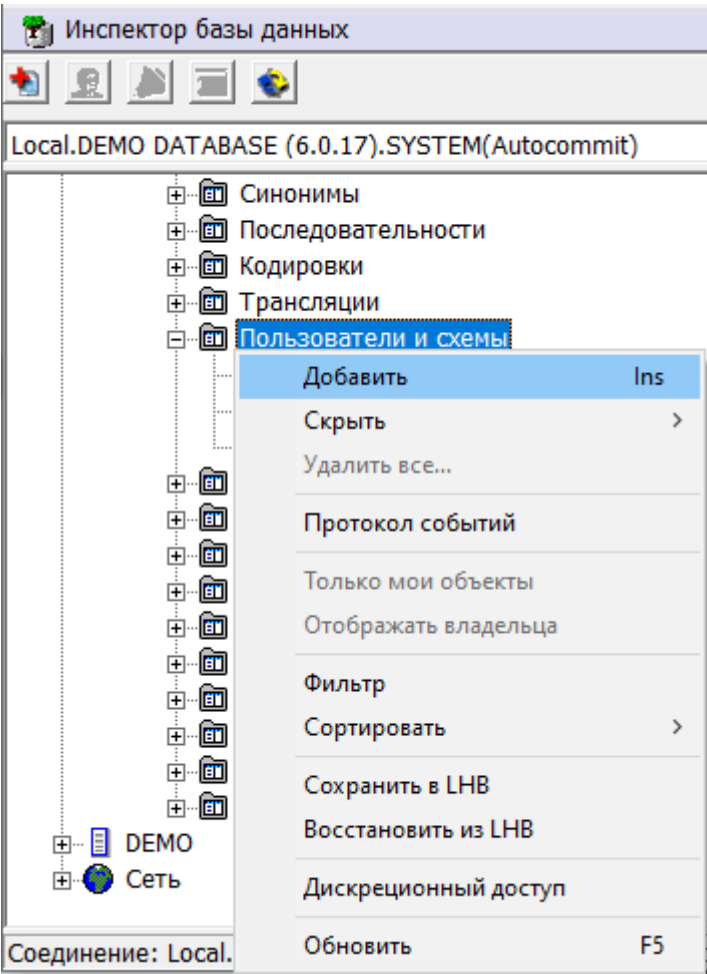 Инспектор базы данных
Local.DEMO DATABASE (6.0.17).SYSTEM(Autocommit)
Синонимы
Последовательности
Кодировки
Трансляции
Пользователи и схемы
Добавить Ins
Скрыть
Удалить все...
Протокол событий
Только мои объекты
Отображать владельца
Фильтр
Сортировать
Сохранить в LHB
Восстановить из LHB
DEMO
Сеть
Дискреционный доступ
Обновить F5
Соединение: Local.